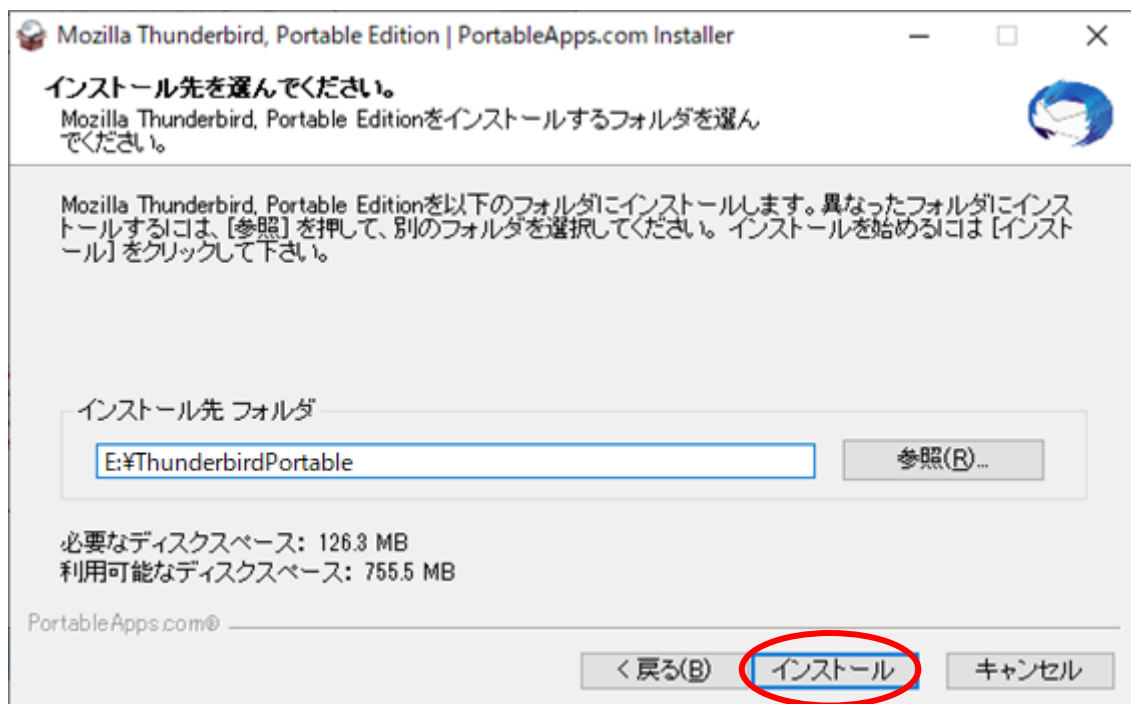 Mozilla Thunderbird, Portable Edition | PortableApps.com Installer
インストール先を選んでください。
Mozilla Thunderbird, Portable Editionをインストールするフォルダを選ん
でください。
Mozilla Thunderbird, Portable Editionを以下のフォルダにインストールします。異なったフォルダにインス
トールするには、[参照] を押して、別のフォルダを選択してください。インストールを始めるには [インスト
ール] をクリックして下さい。
インストール先 フォルダ
E:¥ThunderbirdPortable
参照(R)...
必要なディスクスペース: 126.3 MB
利用可能なディスクスペース: 755.5 MB
PortableApps.com®
< 戻る(B)
インストール
キャンセル